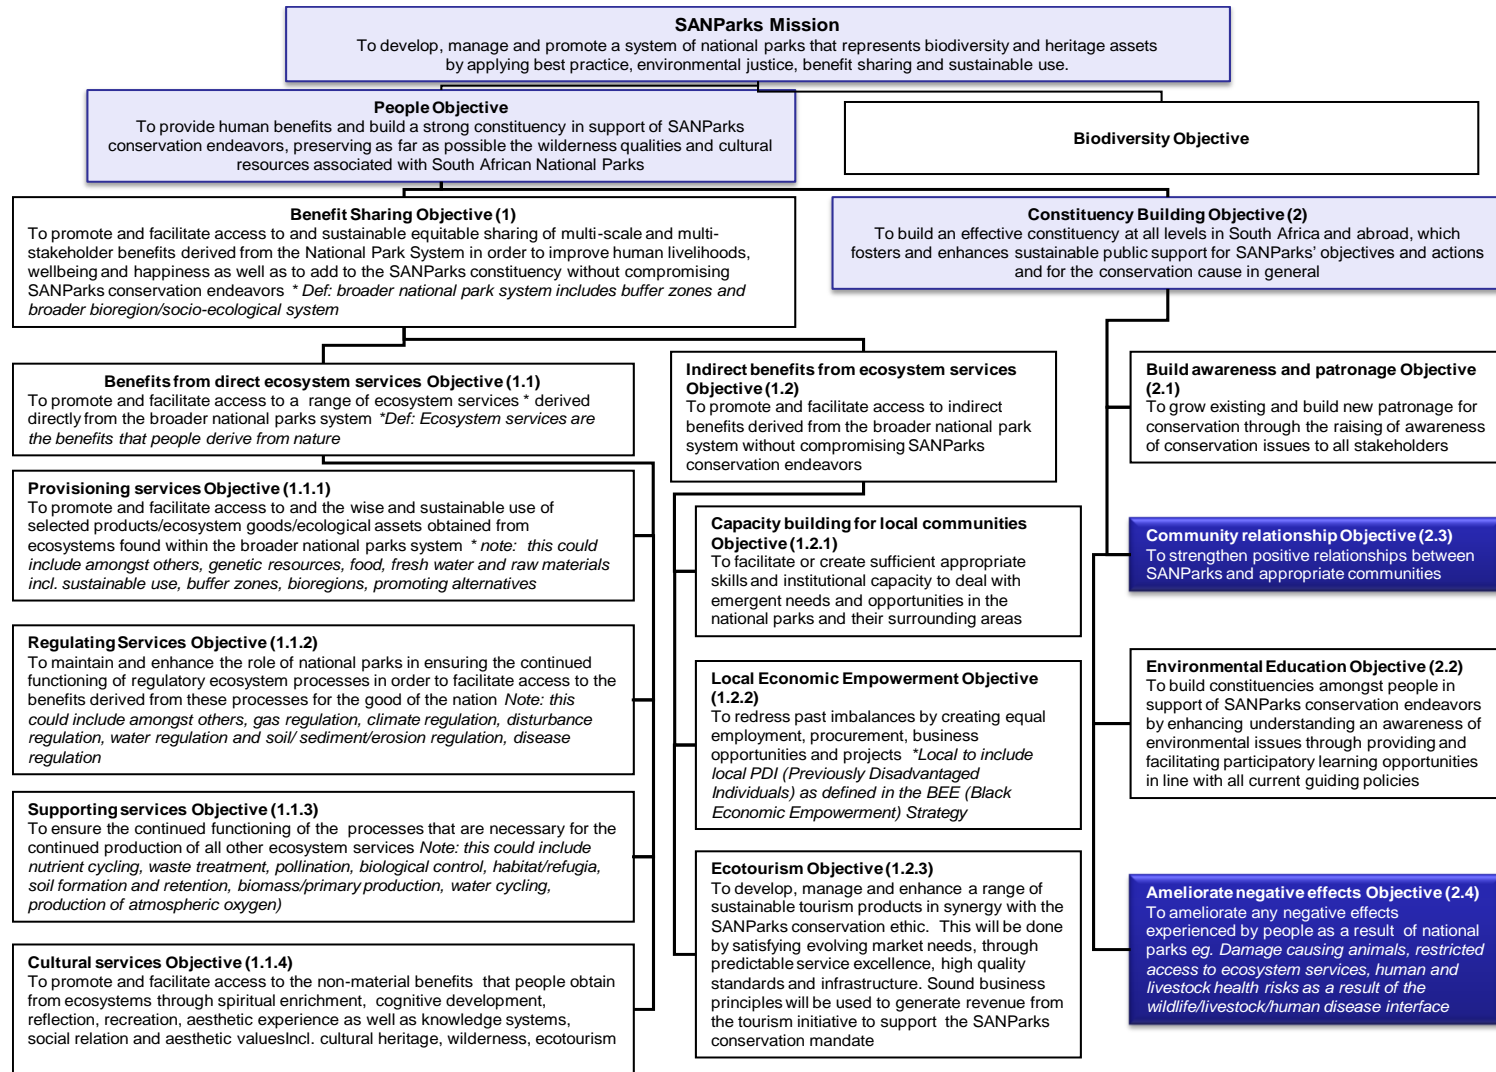 SANParks Mission
To develop, manage and promote a system of national parks that represents biodiversity and heritage assets
by applying best practice, environmental justice, benefit sharing and sustainable use.
People Objective
To provide human benefits and build a strong constituency in support of SANParks
conservation endeavors, preserving as far as possible the wilderness qualities and cultural
resources associated with South African National Parks
Biodiversity Objective
Benefit Sharing Objective (1)
To promote and facilitate access to and sustainable equitable sharing of multi-scale and multi-
stakeholder benefits derived from the National Park System in order to improve human livelihoods,
wellbeing and happiness as well as to add to the SANParks constituency without compromising
SANParks conservation endeavors * Def: broader national park system includes buffer zones and
broader bioregion/socio-ecological system
Constituency Building Objective (2)
To build an effective constituency at all levels in South Africa and abroad, which
fosters and enhances sustainable public support for SANParks’ objectives and actions
and for the conservation cause in general
Benefits from direct ecosystem services Objective (1.1)
To promote and facilitate access to a range of ecosystem services * derived
directly from the broader national parks system *Def: Ecosystem services are
the benefits that people derive from nature
Provisioning services Objective (1.1.1)
To promote and facilitate access to and the wise and sustainable use of
selected products/ecosystem goods/ecological assets obtained from
ecosystems found within the broader national parks system * note: this could
include amongst others, genetic resources, food, fresh water and raw materials
incl. sustainable use, buffer zones, bioregions, promoting alternatives
Regulating Services Objective (1.1.2)
To maintain and enhance the role of national parks in ensuring the continued
functioning of regulatory ecosystem processes in order to facilitate access to the
benefits derived from these processes for the good of the nation Note: this
could include amongst others, gas regulation, climate regulation, disturbance
regulation, water regulation and soil/ sediment/erosion regulation, disease
regulation
Supporting services Objective (1.1.3)
To ensure the continued functioning of the processes that are necessary for the
continued production of all other ecosystem services Note: this could include
nutrient cycling, waste treatment, pollination, biological control, habitat/refugia,
soil formation and retention, biomass/primary production, water cycling,
production of atmospheric oxygen)
Cultural services Objective (1.1.4)
To promote and facilitate access to the non-material benefits that people obtain
from ecosystems through spiritual enrichment, cognitive development,
reflection, recreation, aesthetic experience as well as knowledge systems,
social relation and aesthetic valuesIncl. cultural heritage, wilderness, ecotourism
Indirect benefits from ecosystem services
Objective (1.2)
To promote and facilitate access to indirect
benefits derived from the broader national park
system without compromising SANParks
conservation endeavors
Capacity building for local communities
Objective (1.2.1)
To facilitate or create sufficient appropriate
skills and institutional capacity to deal with
emergent needs and opportunities in the
national parks and their surrounding areas
Local Economic Empowerment Objective
(1.2.2)
To redress past imbalances by creating equal
employment, procurement, business
opportunities and projects *Local to include
local PDI (Previously Disadvantaged
Individuals) as defined in the BEE (Black
Economic Empowerment) Strategy
Ecotourism Objective (1.2.3)
To develop, manage and enhance a range of
sustainable tourism products in synergy with the
SANParks conservation ethic. This will be done
by satisfying evolving market needs, through
predictable service excellence, high quality
standards and infrastructure. Sound business
principles will be used to generate revenue from
the tourism initiative to support the SANParks
conservation mandate
Build awareness and patronage Objective
(2.1)
To grow existing and build new patronage for
conservation through the raising of awareness
of conservation issues to all stakeholders
Community relationship Objective (2.3)
To strengthen positive relationships between
SANParks and appropriate communities
Environmental Education Objective (2.2)
To build constituencies amongst people in
support of SANParks conservation endeavors
by enhancing understanding an awareness of
environmental issues through providing and
facilitating participatory learning opportunities
in line with all current guiding policies
Ameliorate negative effects Objective (2.4)
To ameliorate any negative effects
experienced by people as a result of national
parks eg. Damage causing animals, restricted
access to ecosystem services, human and
livestock health risks as a result of the
wildlife/livestock/human disease interface